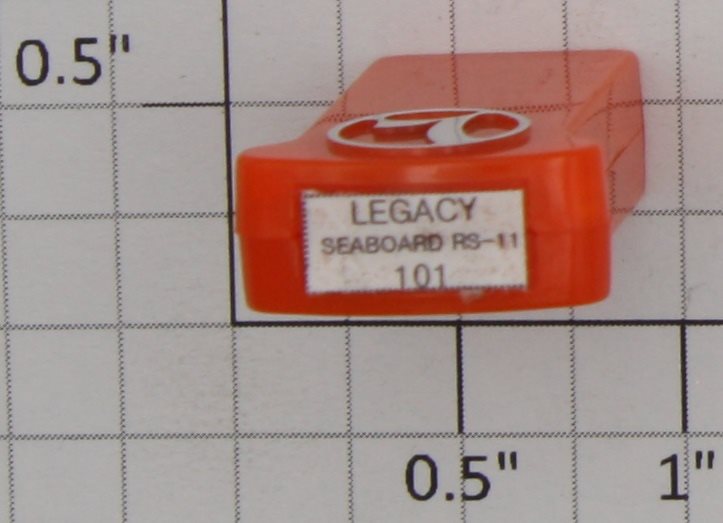 0.5"
LEGACY
SEABOARD RS-11
101
0.5"
1"